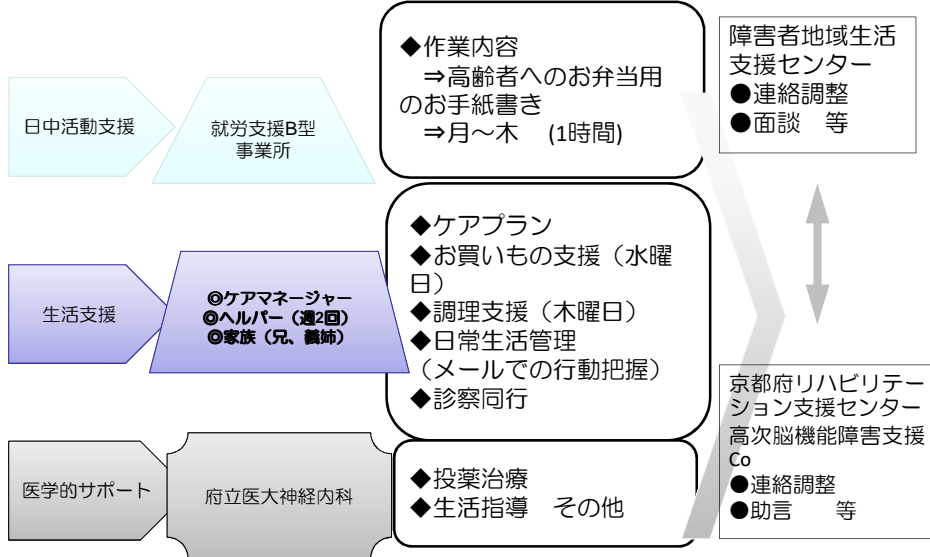 日中活動支援
就労支援B型
事業所
◆作業内容
⇒高齢者へのお弁当用
のお手紙書き
⇒月～木　(1時間)
障害者地域生活
支援センター
●連絡調整
●面談　等
生活支援
◎ケアマネージャー
◎ヘルパー（週2回）
◎家族（兄、義姉）
◆ケアプラン
◆お買いもの支援（水曜
日）
◆調理支援（木曜日）
◆日常生活管理
（メールでの行動把握）
◆診察同行
京都府リハビリテー
ション支援センター
高次脳機能障害支援
Co
●連絡調整
●助言　　等
医学的サポート
府立医大神経内科
◆投薬治療
◆生活指導　その他